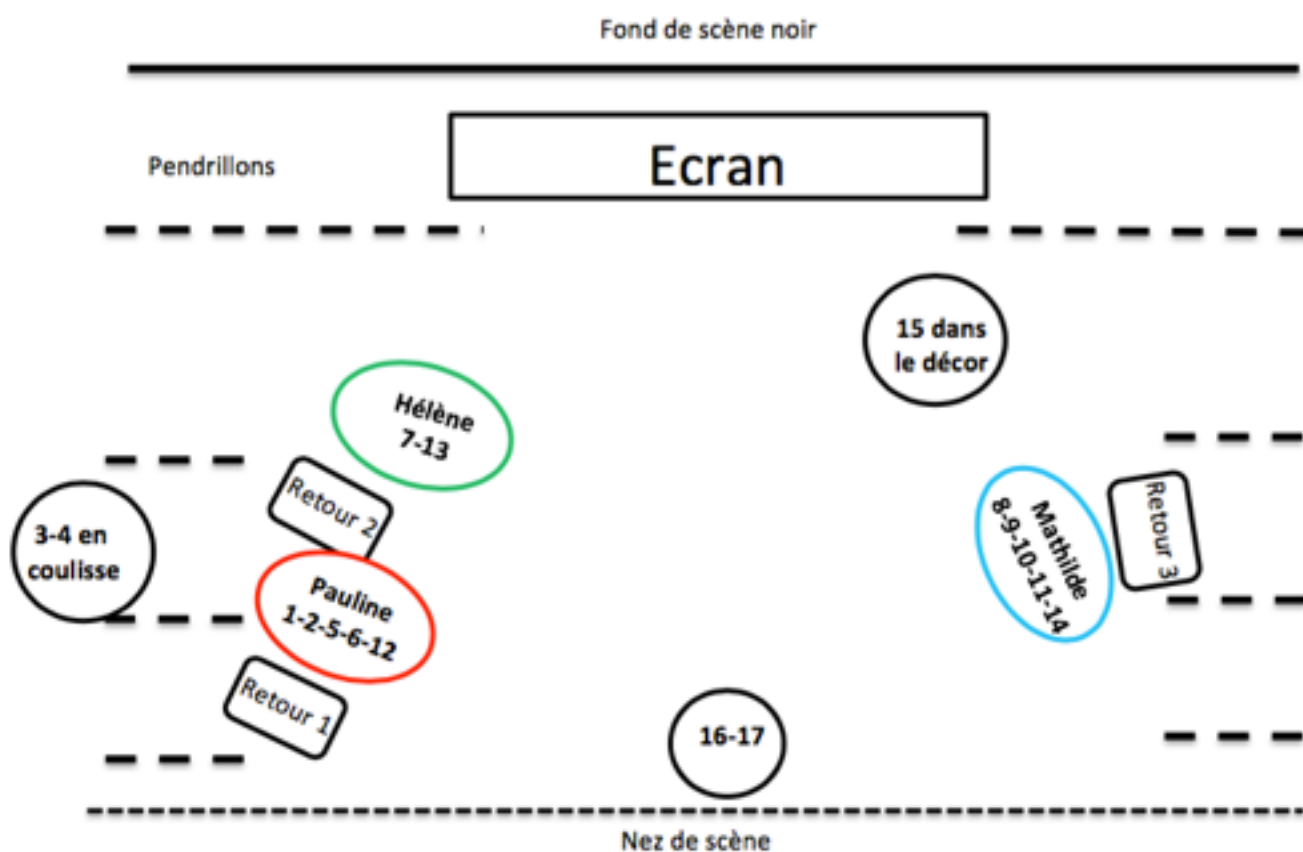 Fond de scène noir
Pendrillons
Ecran
15 dans
le décor
Hélène
7-13
Retour 2
3-4 en
coulisse
Pauline
1-2-5-6-12
Retour 1
Mathilde
8-9-10-11-14
Retour 3
16-17
Nez de scène